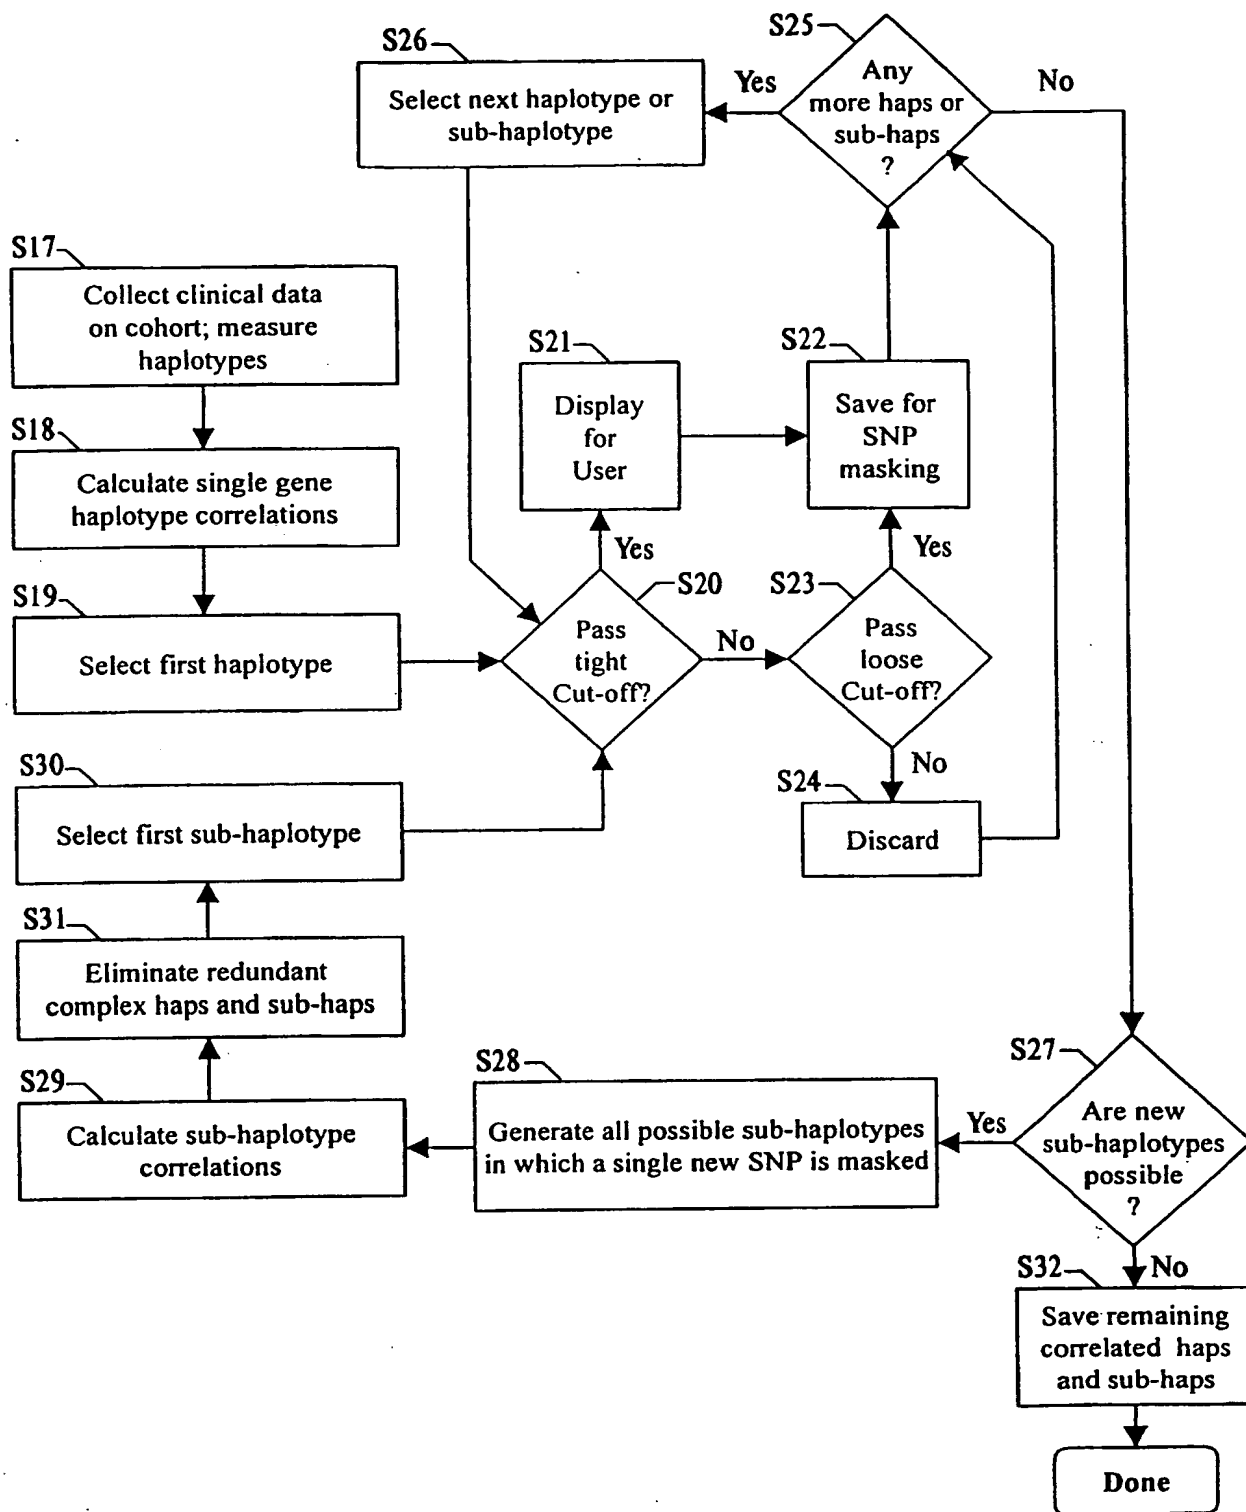 S26
Select next haplotype or
sub-haplotype
S25
Any
more haps or
sub-haps
?
Yes
No
S17
Collect clinical data
on cohort; measure
haplotypes
S18
Calculate single gene
haplotype correlations
S19
Select first haplotype
S21
Display
for
User
S22
Save for
SNP
masking
Yes
Yes
S20
Pass
tight
Cut-off?
No
S23
Pass
loose
Cut-off?
No
S24
Discard
S30
Select first sub-haplotype
S31
Eliminate redundant
complex haps and sub-haps
S29
Calculate sub-haplotype
correlations
S28
Generate all possible sub-haplotypes
in which a single new SNP is masked
Yes
S27
Are new
sub-haplotypes
possible
?
No
S32
Save remaining
correlated haps
and sub-haps
Done